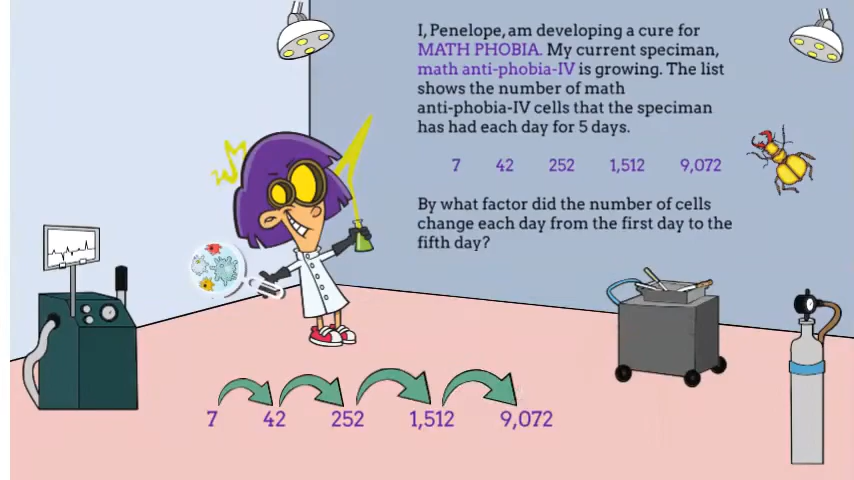 I, Penelope, am developing a cure for
MATH PHOBIA. My current speciman,
math anti-phobia-IV is growing. The list
shows the number of math
anti-phobia-IV cells that the speciman
has had each day for 5 days.
7 42 252 1,512 9,072
By what factor did the number of cells
change each day from the first day to the
fifth day?
7 42 252 1,512 9,072